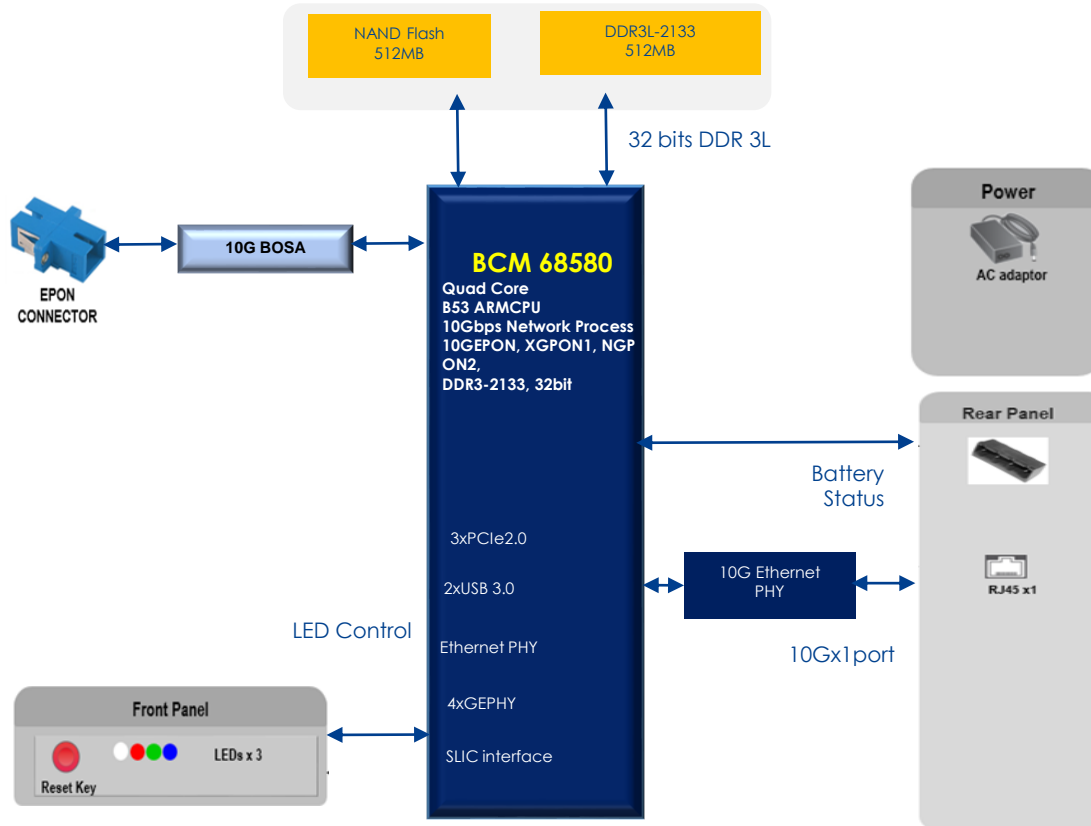 NAND Flash
512MB
DDR3L-2133
512MB
32 bits DDR 3L
Power
AC adaptor
10G BOSA
EPON
CONNECTOR
BCM 68580
Quad Core
B53 ARMCPU
10Gbps Network Process
10GEPON, XGPON1, NGP
ON2,
DDR3-2133, 32bit
Rear Panel
Battery
Status
3xPCIe2.0
2xUSB 3.0
10G Ethernet
PHY
RJ45 x1
LED Control
Ethernet PHY
10Gx1port
4xGEPHY
SLIC interface
Front Panel
LEDs x 3
Reset Key